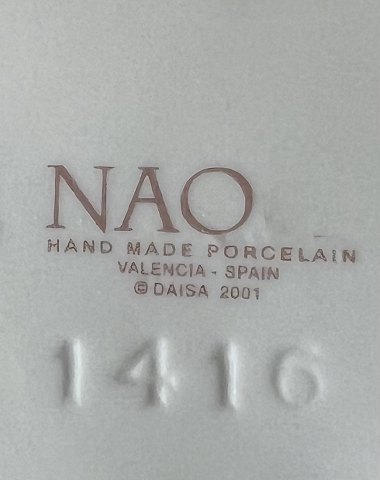 NAO
HAND MADE PORCELAIN
VALENCIA - SPAIN
© DAISA 2001
1416